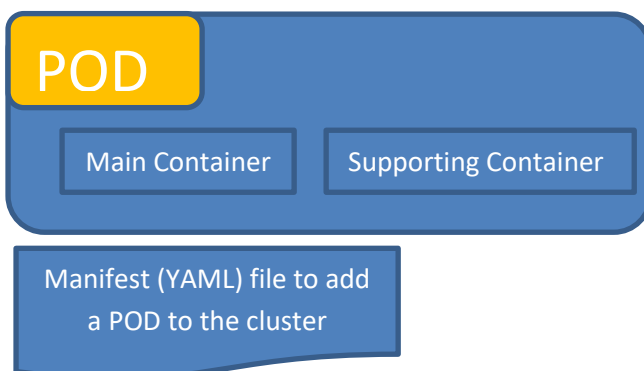 POD
Main Container
Supporting Container
Manifest (YAML) file to add
a POD to the cluster